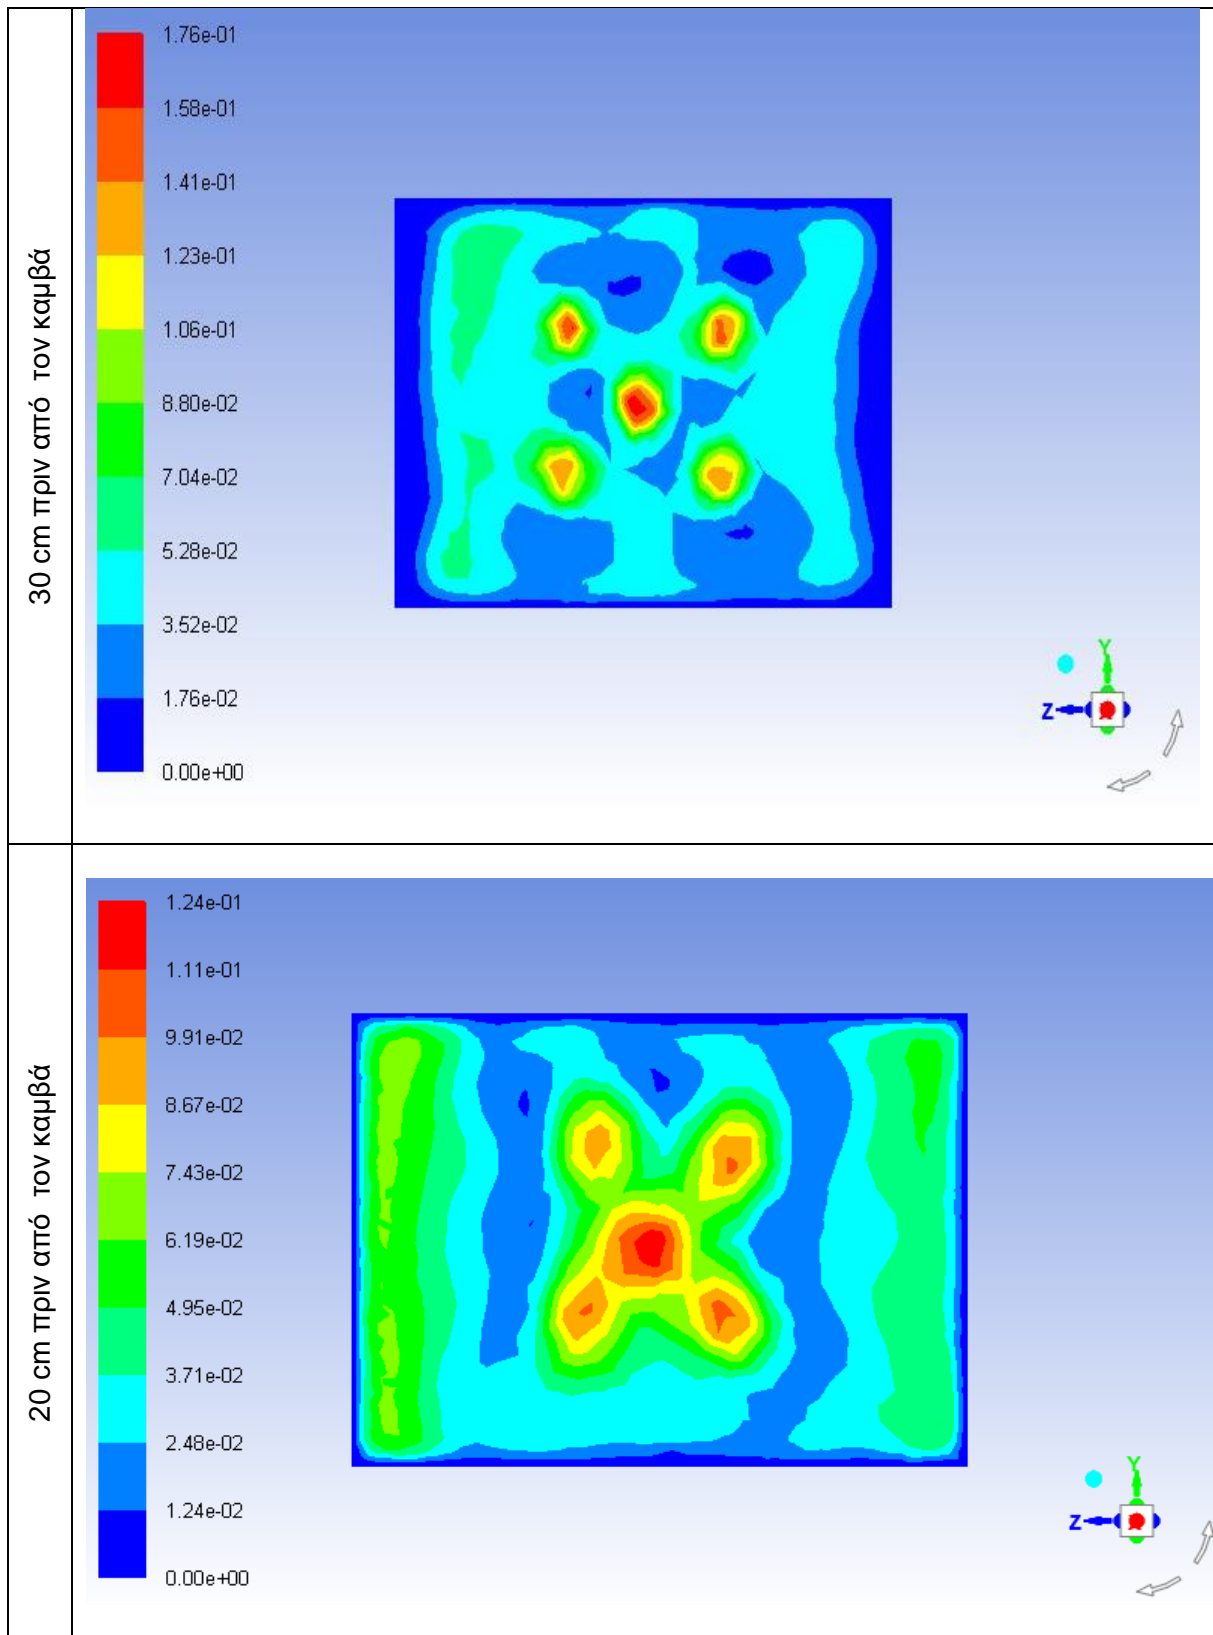 30 cm πριν από τον καμβά
1.76e-01
1.58e-01
1.41e-01
1.23e-01
1.06e-01
8.80e-02
7.04e-02
5.28e-02
3.52e-02
1.76e-02
0.00e+00
Y
Z
20 cm πριν από τον καμβά
1.24e-01
1.11e-01
9.91e-02
8.67e-02
7.43e-02
6.19e-02
4.95e-02
3.71e-02
2.48e-02
1.24e-02
0.00e+00
Y
Z